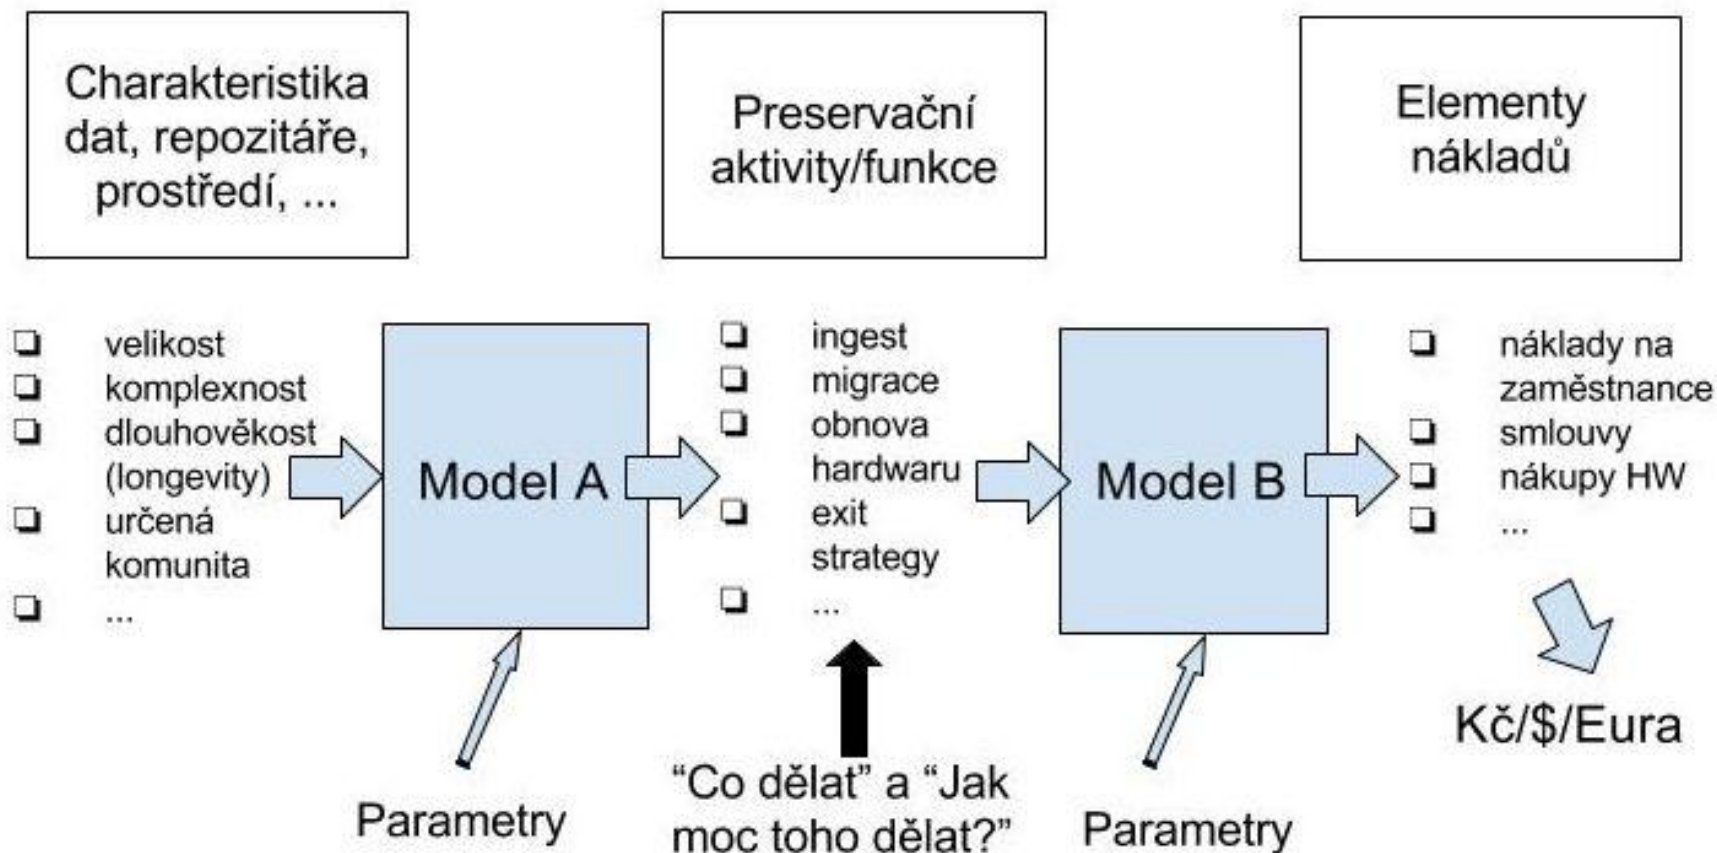 Charakteristika
dat, repozitáře,
prostředí, ...
Preservační
aktivity/funkce
Elementy
nákladů
velikost
komplexnost
dlouhověkost
(longevity)
určená
komunita
...
Model A
ingest
migrace
obnova
hardwaru
exit
strategy
...
Model B
náklady na
zaměstnance
smlouvy
nákupy HW
...
Kč/$/Eura
Parametry
“Co dělat” a “Jak
moc toho dělat?”
Parametry